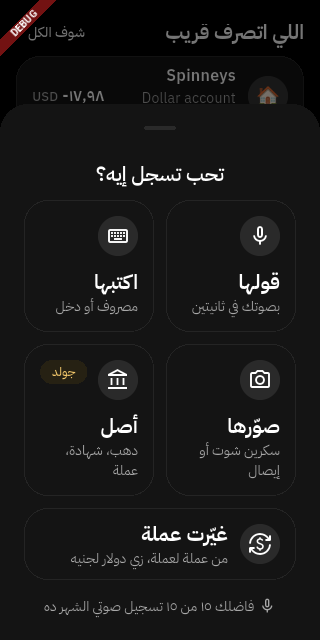 DEBUG
اللي اتصرف قريب
شوف الكل
Spinneys
Dollar account
USD -١٧,٩٨
تحب تسجل إيه؟
قولها
بصوتك في ثانيتين
اكتبها
مصروف أو دخل
صوّرها
سكرين شوت أو
إيصال
جولد
أصل
دهب، شهادة،
عملة
غيّرت عملة
من عملة لعملة، زي دولار لجنيه
فاضلك ١٥ من ١٥ تسجيل صوتي الشهر ده